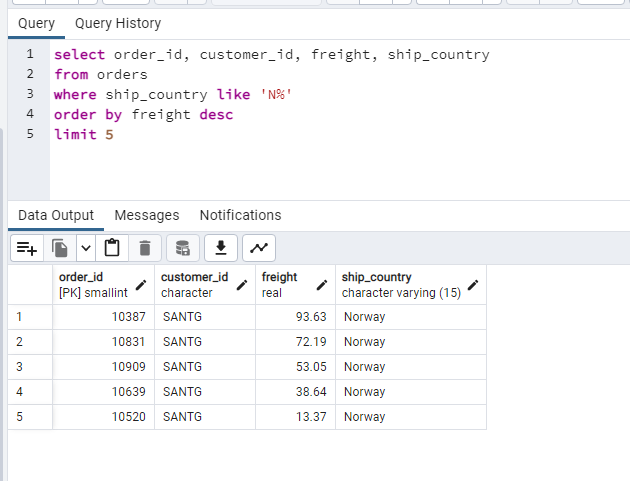 Query Query History
1 select order_id, customer_id, freight, ship_country
2 from orders
3 where ship_country like 'N%'
4 order by freight desc
5 limit 5
Data Output Messages Notifications
order_id customer_id freight ship_country
[PK] smallint character real character varying (15)
1 10387 SANTG 93.63 Norway
2 10831 SANTG 72.19 Norway
3 10909 SANTG 53.05 Norway
4 10639 SANTG 38.64 Norway
5 10520 SANTG 13.37 Norway